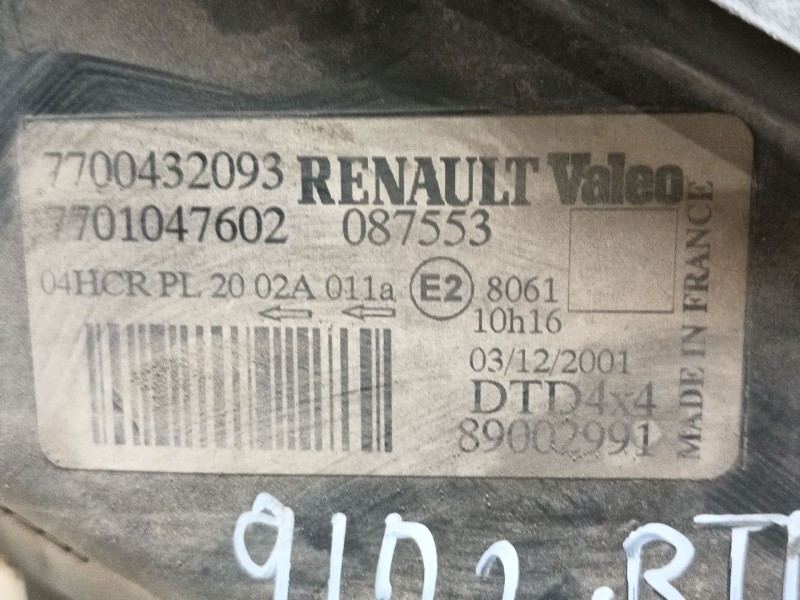 7700432093 RENAULT Valeo
7701047602 087553
04HCR PL 20 02A 011a E2 8061
10h16
03/12/2001
DTD4x4
89002991
MADE IN FRANCE